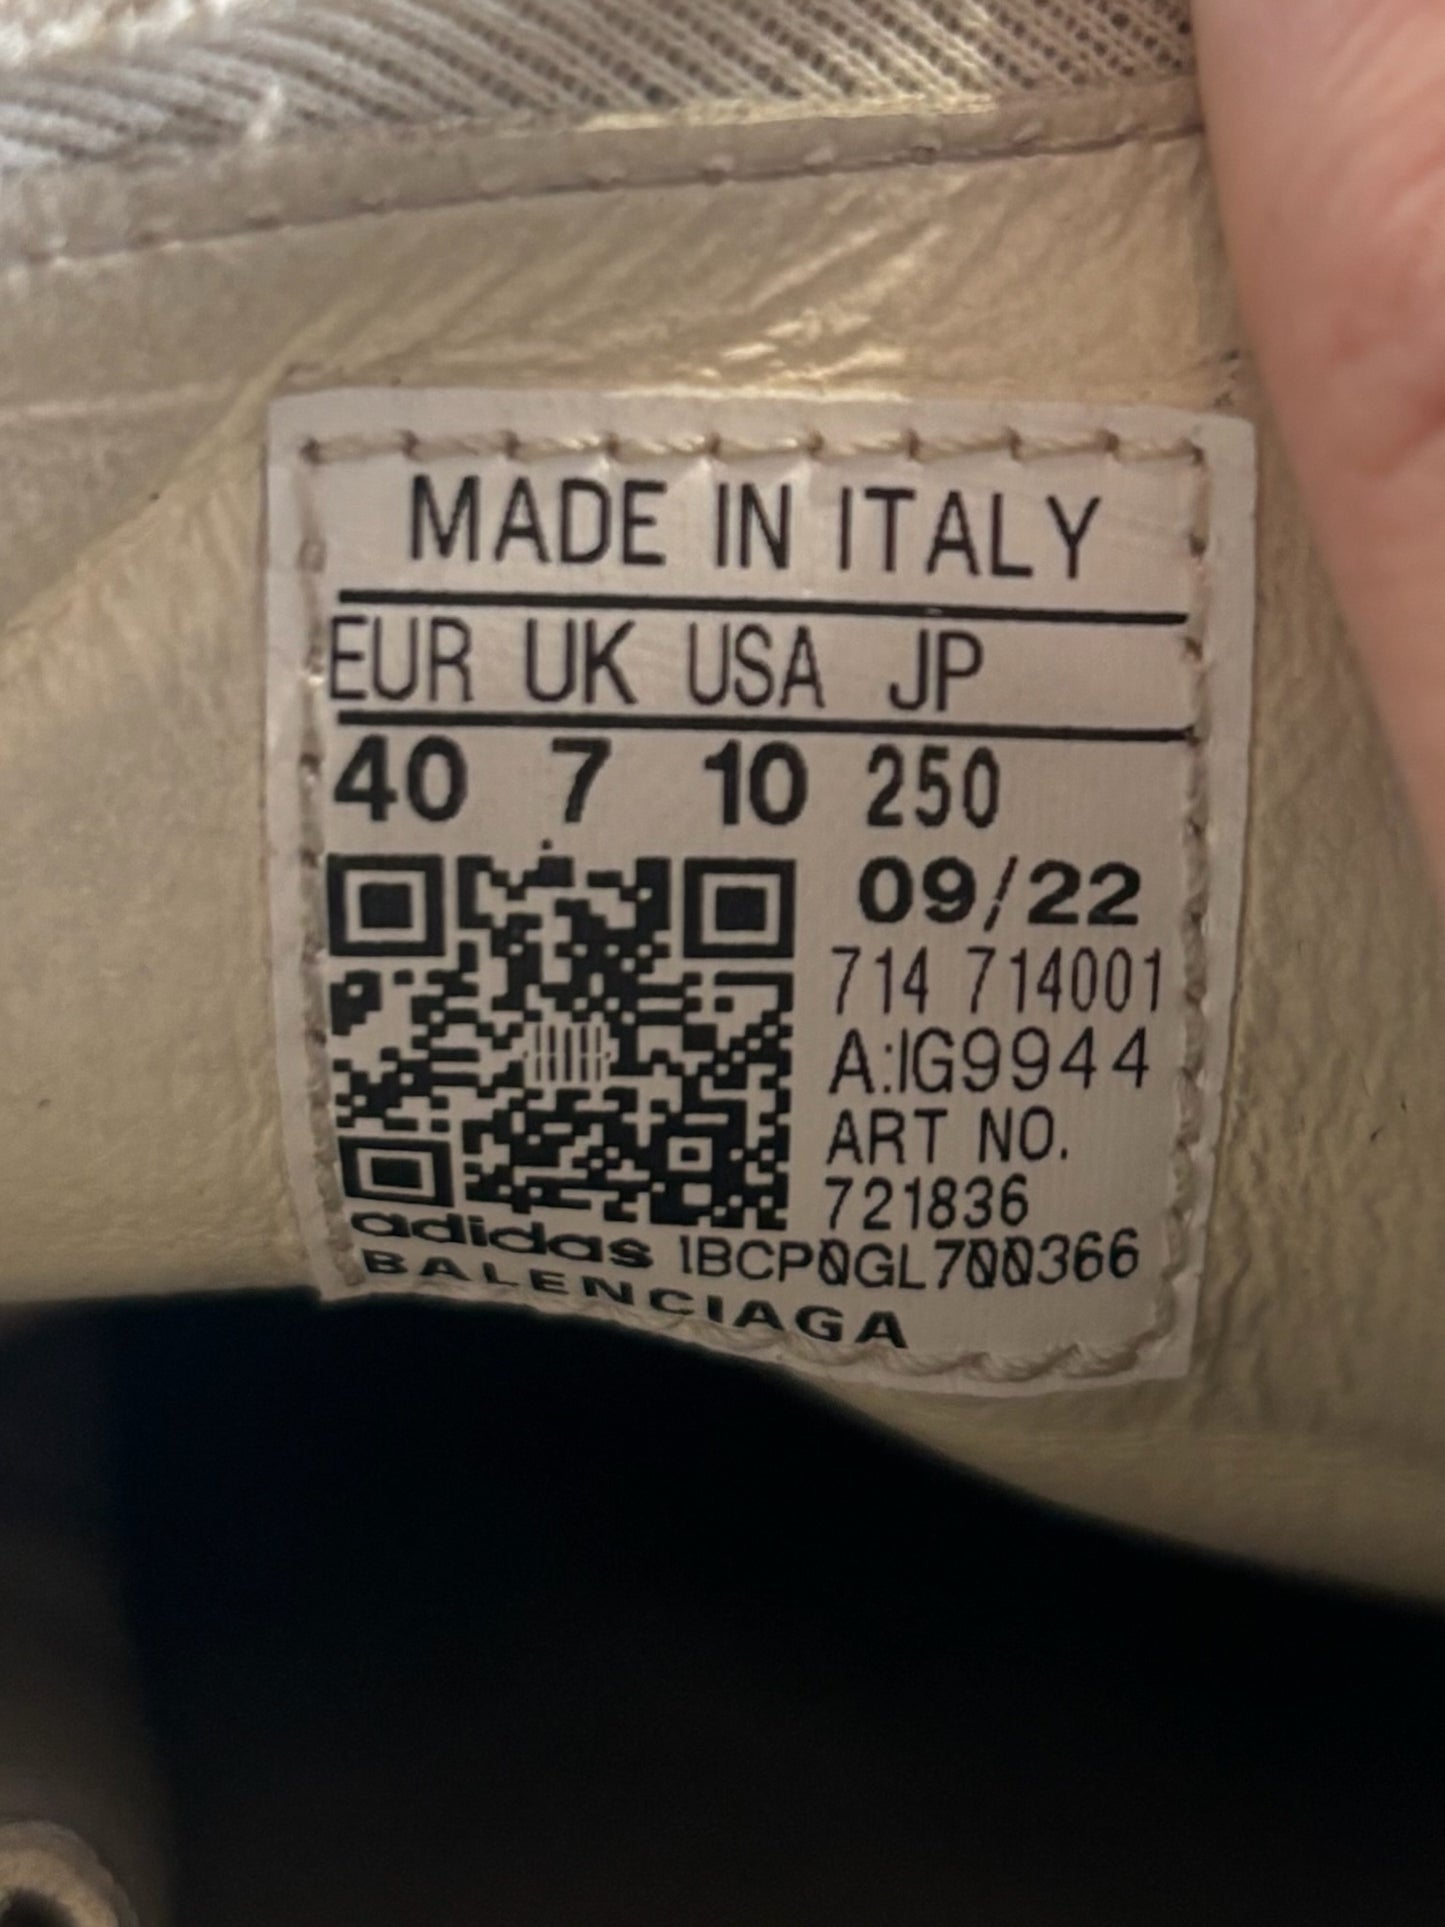 MADE IN ITALY
EUR UK USA JP
40 7 10 250
09/22
714 714001
A:IG9944
ART NO.
721836
adidas 1BCP0GL700366
BALENCIAGA